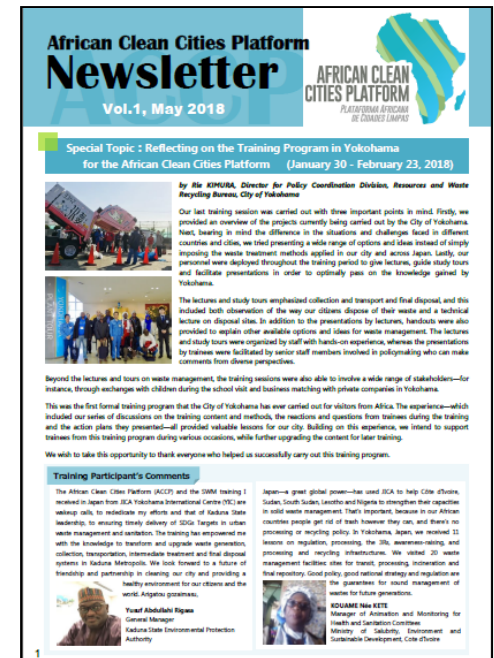 African Clean Cities Platform
Newsletter
Vol.1, May 2018
AFRICAN CLEAN
CITIES PLATFORM
PLATAFORMA AFRICANA
DE CIDADES LIMPAS
Special Topic : Reflecting on the Training Program in Yokohama
for the African Clean Cities Platform (January 30 - February 23, 2018)
by Rie KIMURA, Director for Policy Coordination Division, Resources and Waste
Recycling Bureau, City of Yokohama
Our last training session was carried out with three important points in mind. Firstly, we
provided an overview of the projects currently being carried out by the City of Yokohama.
Next, bearing in mind the difference in the situations and challenges faced in different
countries and cities, we tried presenting a wide range of options and ideas instead of simply
imposing the waste treatment methods applied in our city and across Japan. Lastly, our
personnel were deployed throughout the training period to give lectures, guide study tours
and facilitate presentations in order to optimally pass on the knowledge gained by
Yokohama.
The lectures and study tours emphasized collection and transport and final disposal, and this
included both observation of the way our citizens dispose of their waste and a technical
lecture on disposal sites. In addition to the presentations by lecturers, handouts were also
provided to explain other available options and ideas for waste management. The lectures
and study tours were organized by staff with hands-on experience, whereas the presentations
by trainees were facilitated by senior staff members involved in policymaking who can make
comments from diverse perspectives.
Beyond the lectures and tours on waste management, the training sessions were also able to involve a wide range of stakeholders—for
instance, through exchanges with children during the school visit and business matching with private companies in Yokohama.
This was the first formal training program that the City of Yokohama has ever carried out for visitors from Africa. The experience—which
included our series of discussions on the training content and methods, the reactions and questions from trainees during the training
and the action plans they presented—all provided valuable lessons for our city. Building on this experience, we intend to support
trainees from this training program during various occasions, while further upgrading the content for later training.
We wish to take this opportunity to thank everyone who helped us successfully carry out this training program.
Training Participant's Comments
The African Clean Cities Platform (ACCP) and the SWM training I
received in Japan from JICA Yokohama International Centre (YIC) are
wakeup calls, to rededicate my efforts and that of Kaduna State
leadership, to ensuring timely delivery of SDGs Targets in urban
waste management and sanitation. The training has empowered me
with the knowledge to transform and upgrade waste generation,
collection, transportation, intermediate treatment and final disposal
systems in Kaduna Metropolis. We look forward to a future of
friendship and partnership in cleaning our city and providing a
healthy environment for our citizens and the
world. Arigatou gozaimasu,
Yusuf Abdullahi Rigasa
General Manager
Kaduna State Environmental Protection
Authority
Japan—a great global power—has used JICA to help Côte d'Ivoire,
Sudan, South Sudan, Lesotho and Nigeria to strengthen their capacities
in solid waste management. That's important, because in our African
countries people get rid of trash however they can, and there's no
processing or recycling policy. In Yokohama, Japan, we received 11
lessons on regulation, processing, the 3Rs, awareness-raising, and
processing and recycling infrastructures. We visited 20 waste
management facilities sites for transit, processing, incineration and
final repository. Good policy, good national strategy and regulation are
the guarantees for sound management of
wastes for future generations.
KOUAME Née KETE
Manager of Animation and Monitoring for
Health and Sanitation Comittees
Ministry of Salubrity, Environment and
Sustainable Development, Cote d'Ivoire
1